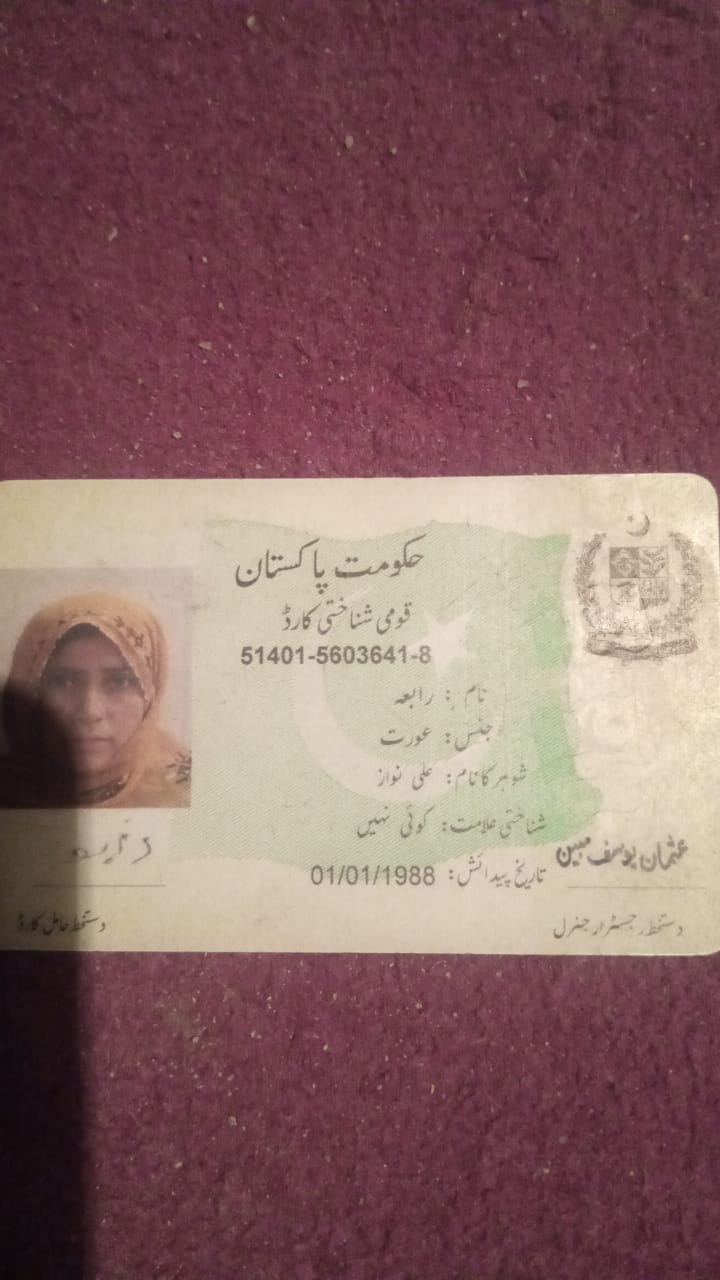 حکومت پاکستان
قومی شناختی کارڈ
51401-5603641-8
نام: رابعہ
جنس: عورت
شوہر کا نام: علی نواز
شناختی علامت: کوئی نہیں
تاریخ پیدائش: 01/01/1988
عثمان یوسف مبین
دستخط رجسٹرار جنرل
دستخط حامل کارڈ